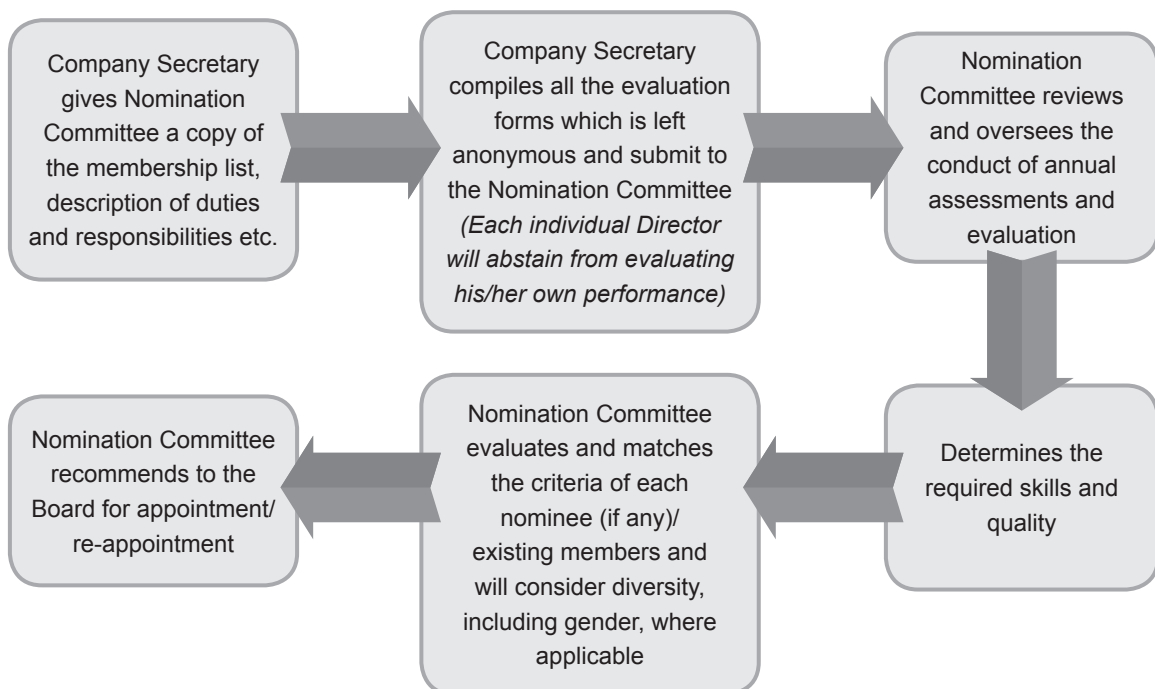 Company Secretary
gives Nomination
Committee a copy of
the membership list,
description of duties
and responsibilities etc.
Company Secretary
compiles all the evaluation
forms which is left
anonymous and submit to
the Nomination Committee
(Each individual Director
will abstain from evaluating
his/her own performance)
Nomination
Committee reviews
and oversees the
conduct of annual
assessments and
evaluation
Determines the
required skills and
quality
Nomination Committee
evaluates and matches
the criteria of each
nominee (if any)/
existing members and
will consider diversity,
including gender, where
applicable
Nomination Committee
recommends to the
Board for appointment/
re-appointment